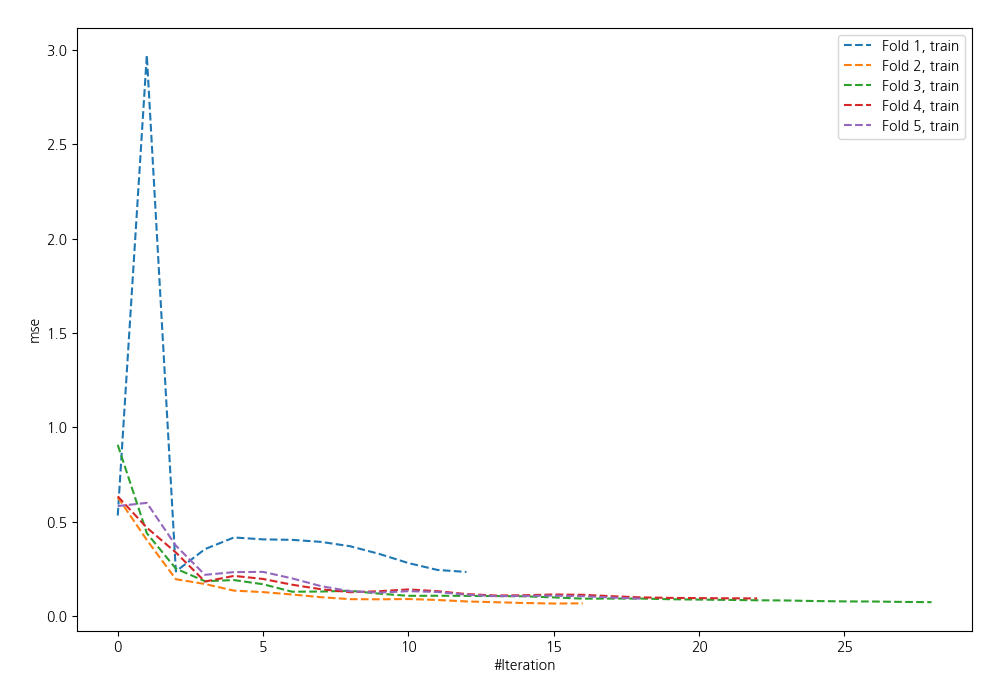 3.0
2.5
2.0
1.5
1.0
0.5
0.0
mse
0 5 10 15 20 25
#Iteration
Fold 1, train
Fold 2, train
Fold 3, train
Fold 4, train
Fold 5, train